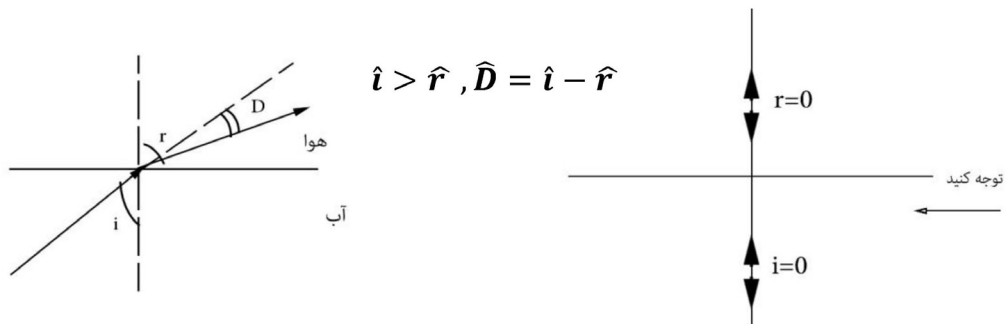 î > r̂ , D̂ = î − r̂
D
r
هوا
i
آب
r=0
توجه کنید
i=0